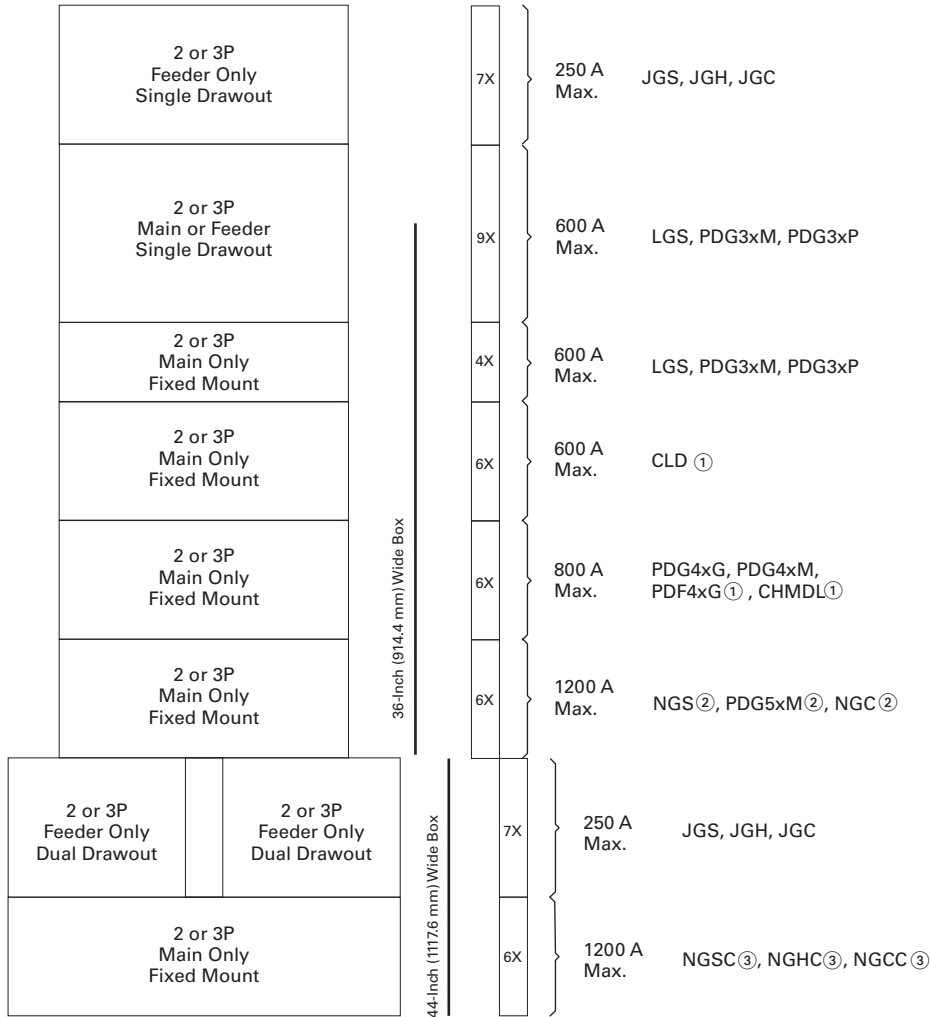 2 or 3P
Feeder Only
Single Drawout
7X
250 A
Max.
JGS, JGH, JGC
2 or 3P
Main or Feeder
Single Drawout
9X
600 A
Max.
LGS, PDG3xM, PDG3xP
2 or 3P
Main Only
Fixed Mount
4X
600 A
Max.
LGS, PDG3xM, PDG3xP
2 or 3P
Main Only
Fixed Mount
6X
600 A
Max.
CLD ①
2 or 3P
Main Only
Fixed Mount
6X
800 A
Max.
PDG4xG, PDG4xM,
PDF4xG①, CHMDL①
2 or 3P
Main Only
Fixed Mount
6X
1200 A
Max.
NGS②, PDG5xM②, NGC②
36-Inch (914.4 mm) Wide Box
2 or 3P
Feeder Only
Dual Drawout
2 or 3P
Feeder Only
Dual Drawout
7X
250 A
Max.
JGS, JGH, JGC
2 or 3P
Main Only
Fixed Mount
6X
1200 A
Max.
NGSC③, NGHC③, NGCC③
44-Inch (1117.6 mm) Wide Box